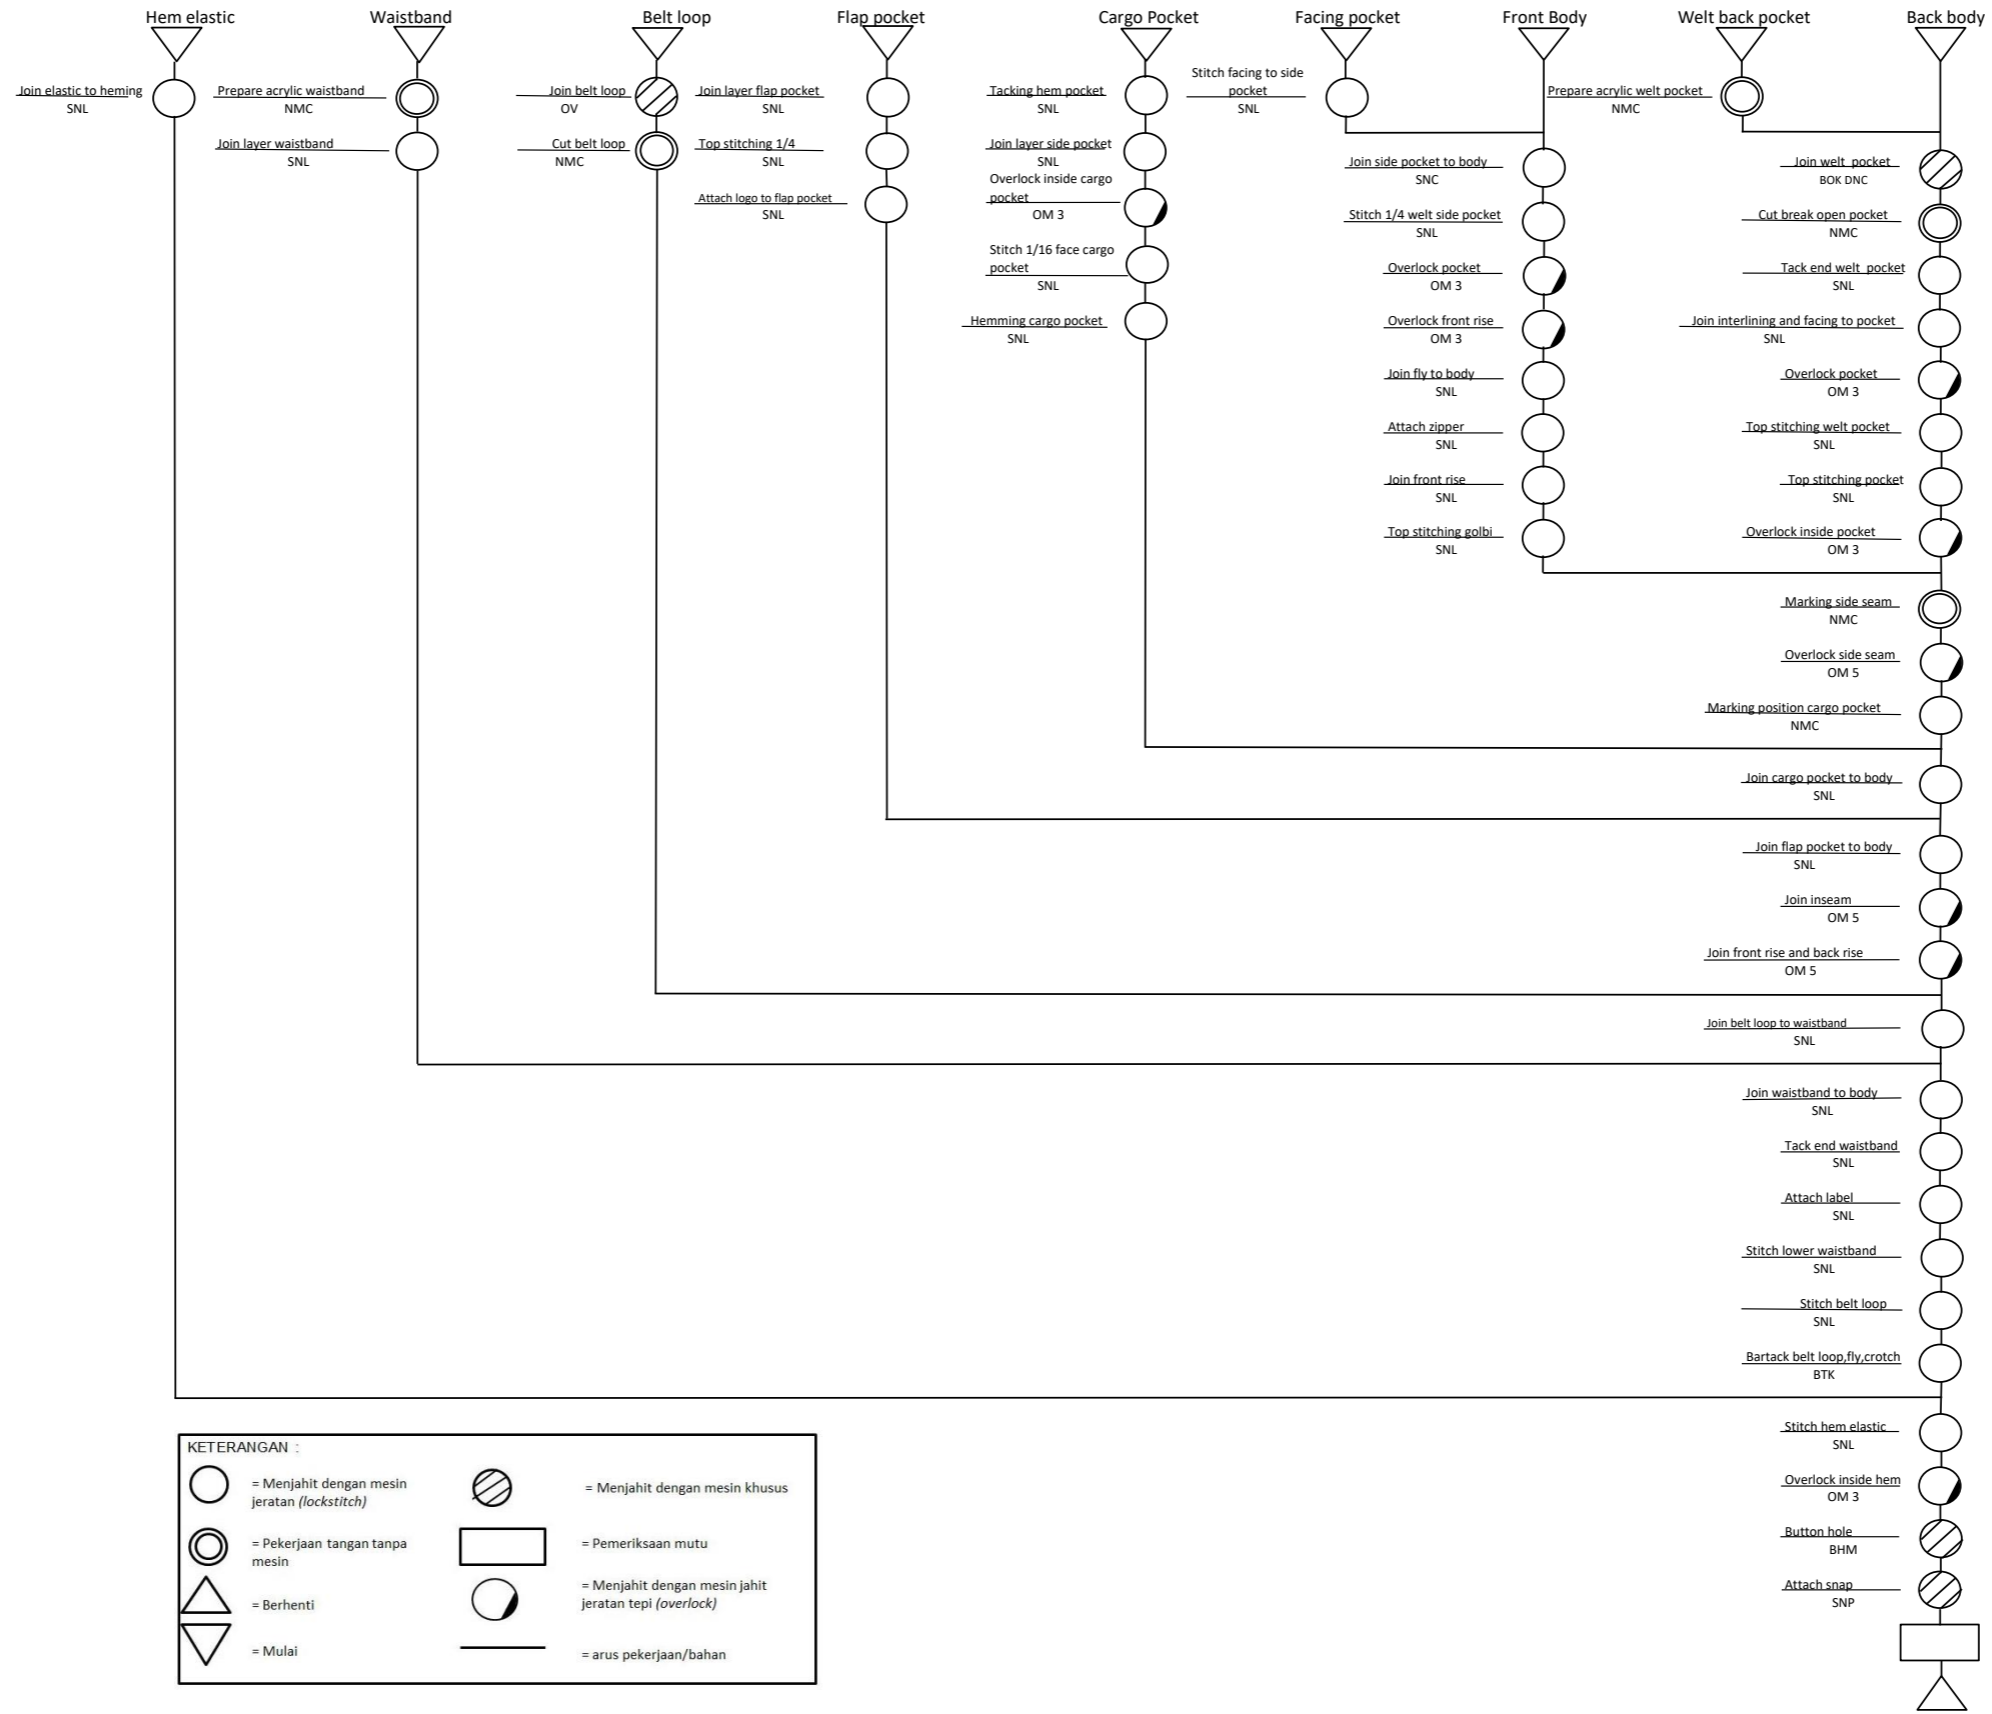 Hem elastic
Waistband
Belt loop
Flap pocket
Cargo Pocket
Facing pocket
Front Body
Welt back pocket
Back body
Join elastic to heming
SNL
Prepare acrylic waistband
NMC
Join layer waistband
SNL
Join belt loop
OV
Cut belt loop
NMC
Join layer flap pocket
SNL
Top stitching 1/4
SNL
Attach logo to flap pocket
SNL
Tacking hem pocket
SNL
Join layer side pocket
SNL
Overlock inside cargo
pocket
OM 3
Stitch 1/16 face cargo
pocket
SNL
Hemming cargo pocket
SNL
Stitch facing to side
pocket
SNL
Join side pocket to body
SNC
Stitch 1/4 welt side pocket
SNL
Overlock pocket
OM 3
Overlock front rise
OM 3
Join fly to body
SNL
Attach zipper
SNL
Join front rise
SNL
Top stitching golbi
SNL
Prepare acrylic welt pocket
NMC
Join welt pocket
BOK DNC
Cut break open pocket
NMC
Tack end welt pocket
SNL
Join interlining and facing to pocket
SNL
Overlock pocket
OM 3
Top stitching welt pocket
SNL
Top stitching pocket
SNL
Overlock inside pocket
OM 3
Marking side seam
NMC
Overlock side seam
OM 5
Marking position cargo pocket
NMC
Join cargo pocket to body
SNL
Join flap pocket to body
SNL
Join inseam
OM 5
Join front rise and back rise
OM 5
Join belt loop to waistband
SNL
Join waistband to body
SNL
Tack end waistband
SNL
Attach label
SNL
Stitch lower waistband
SNL
Stitch belt loop
SNL
Bartack belt loop,fly,crotch
BTK
Stitch hem elastic
SNL
Overlock inside hem
OM 3
Button hole
BHM
Attach snap
SNP
KETERANGAN :
= Menjahit dengan mesin
jeratan (lockstitch)
= Pekerjaan tangan tanpa
mesin
= Berhenti
= Mulai
= Menjahit dengan mesin khusus
= Pemeriksaan mutu
= Menjahit dengan mesin jahit
jeratan tepi (overlock)
= arus pekerjaan/bahan